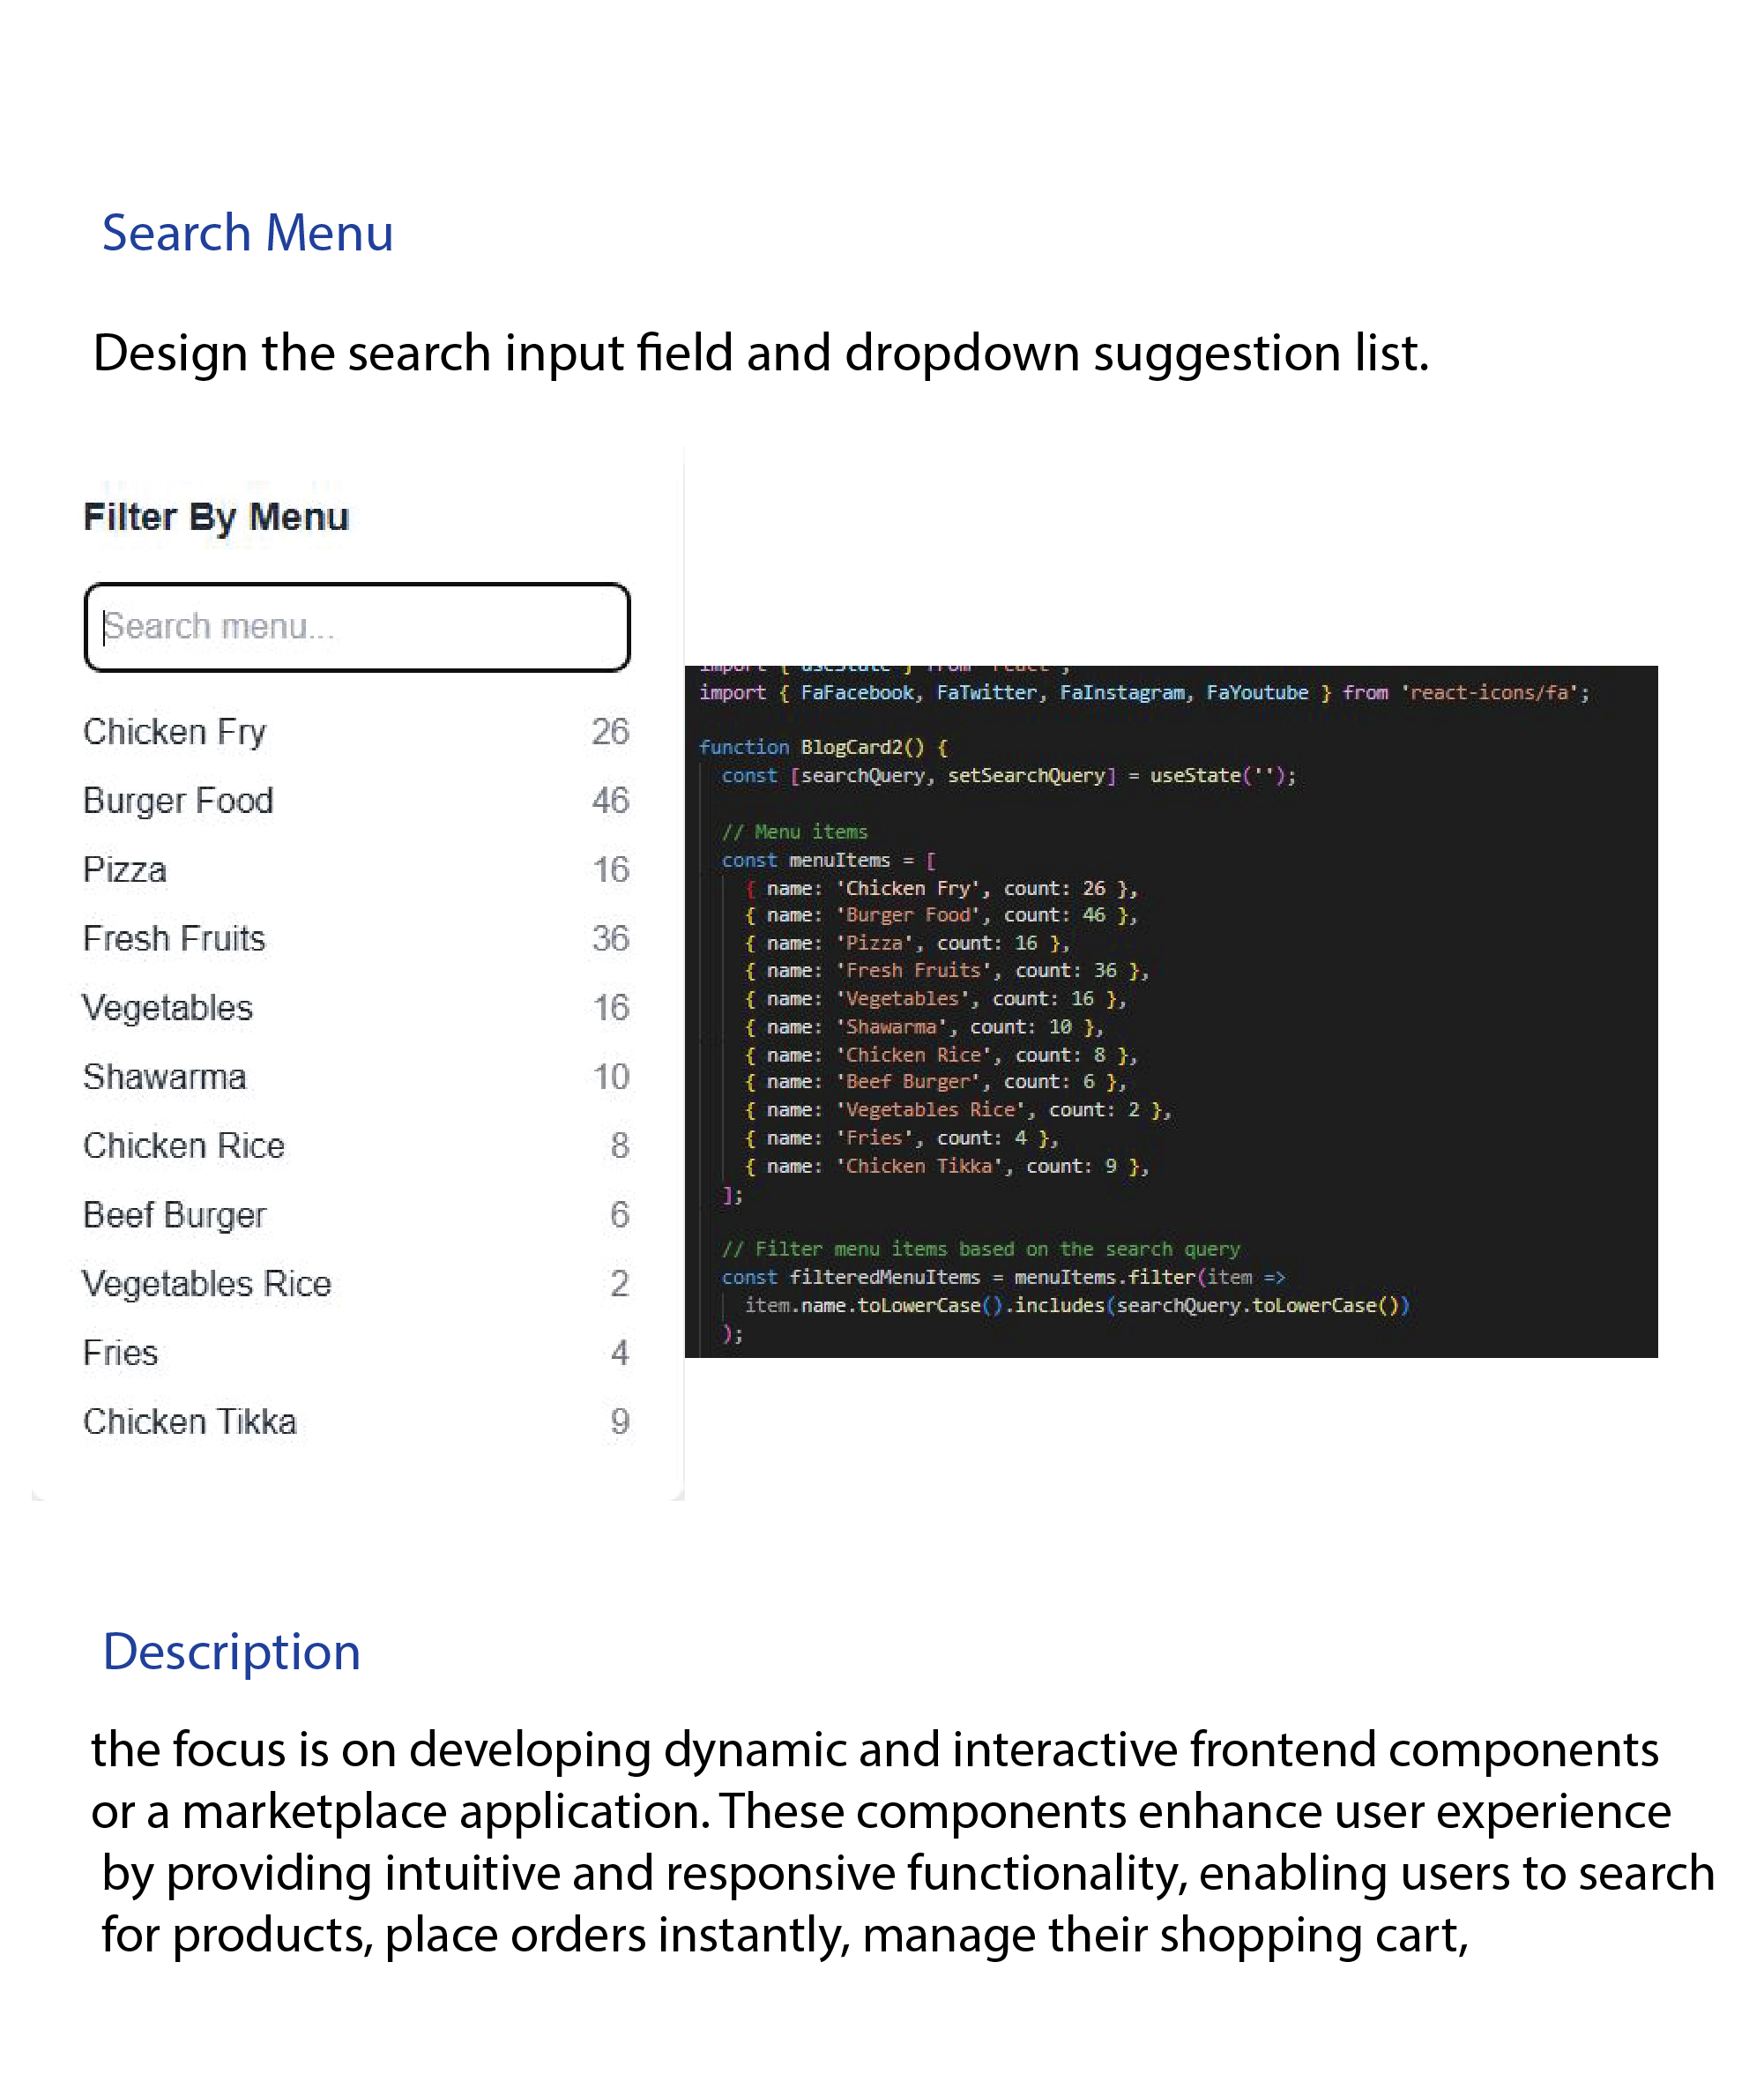 Search Menu
Design the search input field and dropdown suggestion list.
Filter By Menu
Search menu...
Chicken Fry 26
Burger Food 46
Pizza 16
Fresh Fruits 36
Vegetables 16
Shawarma 10
Chicken Rice 8
Beef Burger 6
Vegetables Rice 2
Fries 4
Chicken Tikka 9
import { useState } from 'react';
import { FaFacebook, FaTwitter, FaInstagram, FaYoutube } from 'react-icons/fa';
function BlogCard2() {
const [searchQuery, setSearchQuery] = useState('');
// Menu items
const menuItems = [
{ name: 'Chicken Fry', count: 26 },
{ name: 'Burger Food', count: 46 },
{ name: 'Pizza', count: 16 },
{ name: 'Fresh Fruits', count: 36 },
{ name: 'Vegetables', count: 16 },
{ name: 'Shawarma', count: 10 },
{ name: 'Chicken Rice', count: 8 },
{ name: 'Beef Burger', count: 6 },
{ name: 'Vegetables Rice', count: 2 },
{ name: 'Fries', count: 4 },
{ name: 'Chicken Tikka', count: 9 },
];
// Filter menu items based on the search query
const filteredMenuItems = menuItems.filter(item =>
item.name.toLowerCase().includes(searchQuery.toLowerCase())
);
Description
the focus is on developing dynamic and interactive frontend components
or a marketplace application. These components enhance user experience
by providing intuitive and responsive functionality, enabling users to search
for products, place orders instantly, manage their shopping cart,